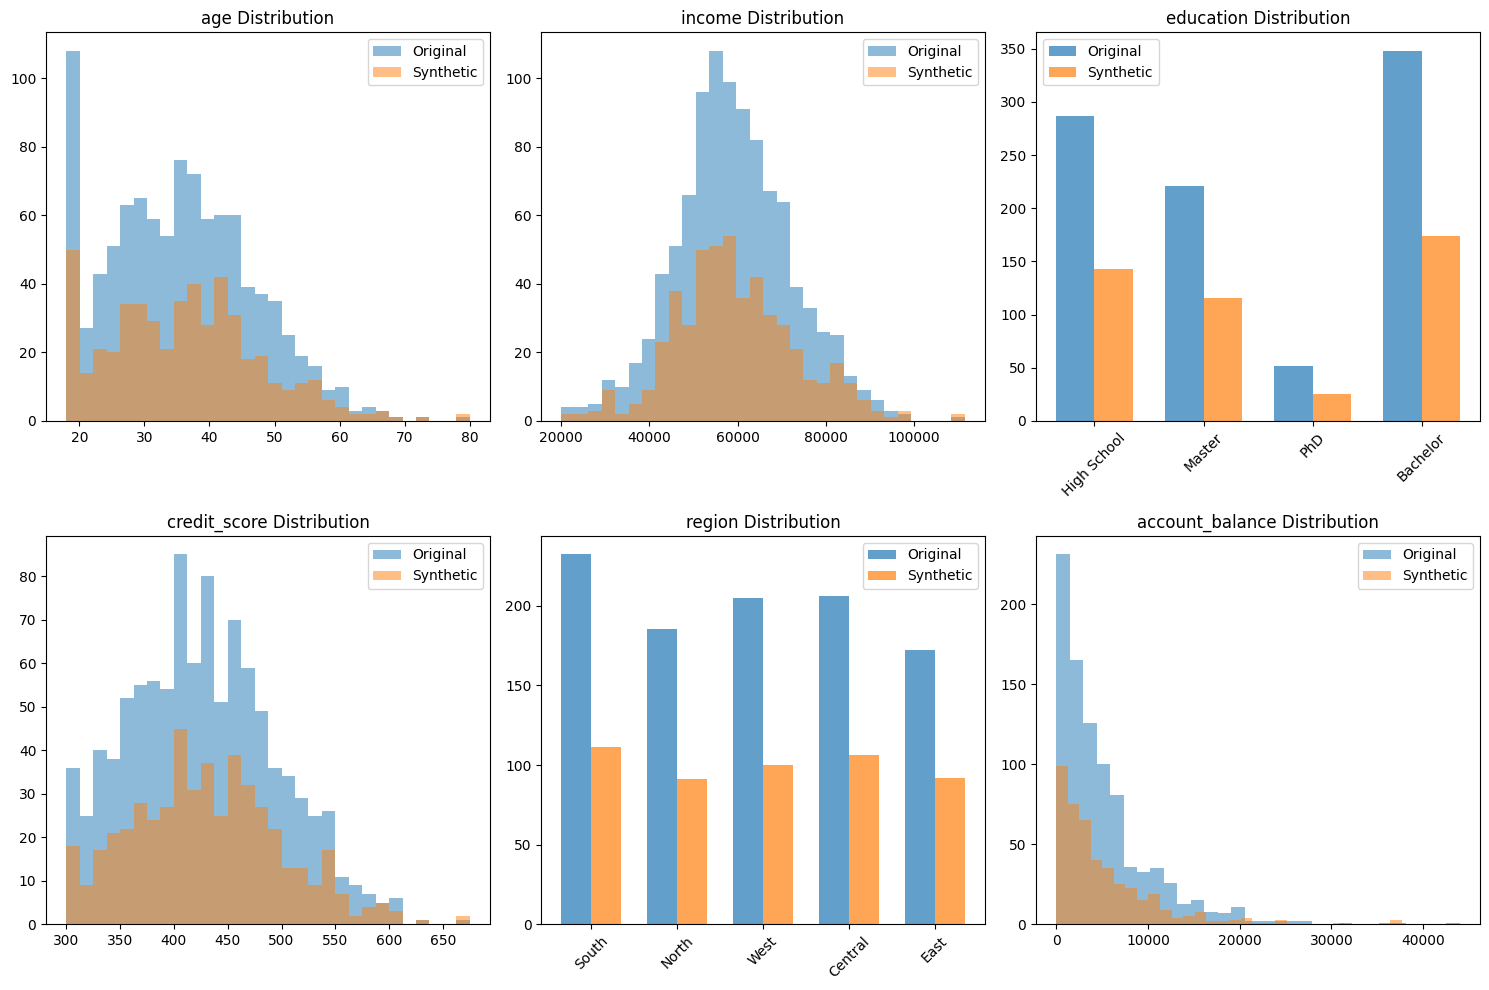 age Distribution
Original
Synthetic
100
80
60
40
20
0
20 30 40 50 60 70 80
income Distribution
Original
Synthetic
100
80
60
40
20
0
20000 40000 60000 80000 100000
education Distribution
Original
Synthetic
350
300
250
200
150
100
50
0
High School
Master
PhD
Bachelor
credit_score Distribution
Original
Synthetic
80
70
60
50
40
30
20
10
0
300 350 400 450 500 550 600 650
region Distribution
Original
Synthetic
200
150
100
50
0
South
North
West
Central
East
account_balance Distribution
Original
Synthetic
200
150
100
50
0
0 10000 20000 30000 40000